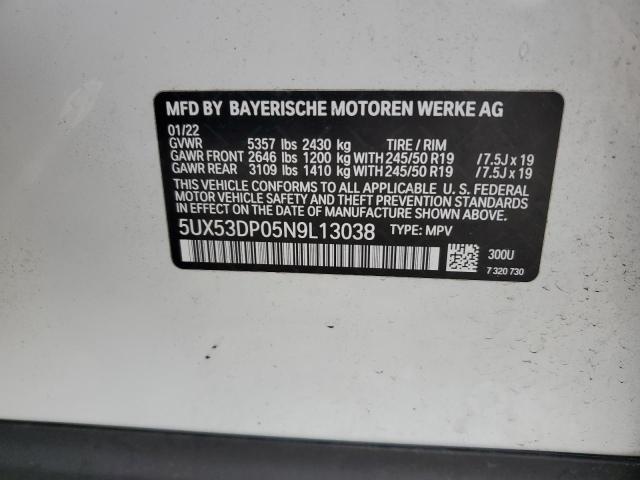 MFD BY BAYERISCHE MOTOREN WERKE AG
01/22
GVWR 5357 lbs 2430 kg TIRE / RIM
GAWR FRONT 2646 lbs 1200 kg WITH 245/50 R19 / 7.5J x 19
GAWR REAR 3109 lbs 1410 kg WITH 245/50 R19 / 7.5J x 19
THIS VEHICLE CONFORMS TO ALL APPLICABLE U. S. FEDERAL
MOTOR VEHICLE SAFETY AND THEFT PREVENTION STANDARDS IN
EFFECT ON THE DATE OF MANUFACTURE SHOWN ABOVE.
5UX53DP05N9L13038 TYPE: MPV
300U
7 320 730